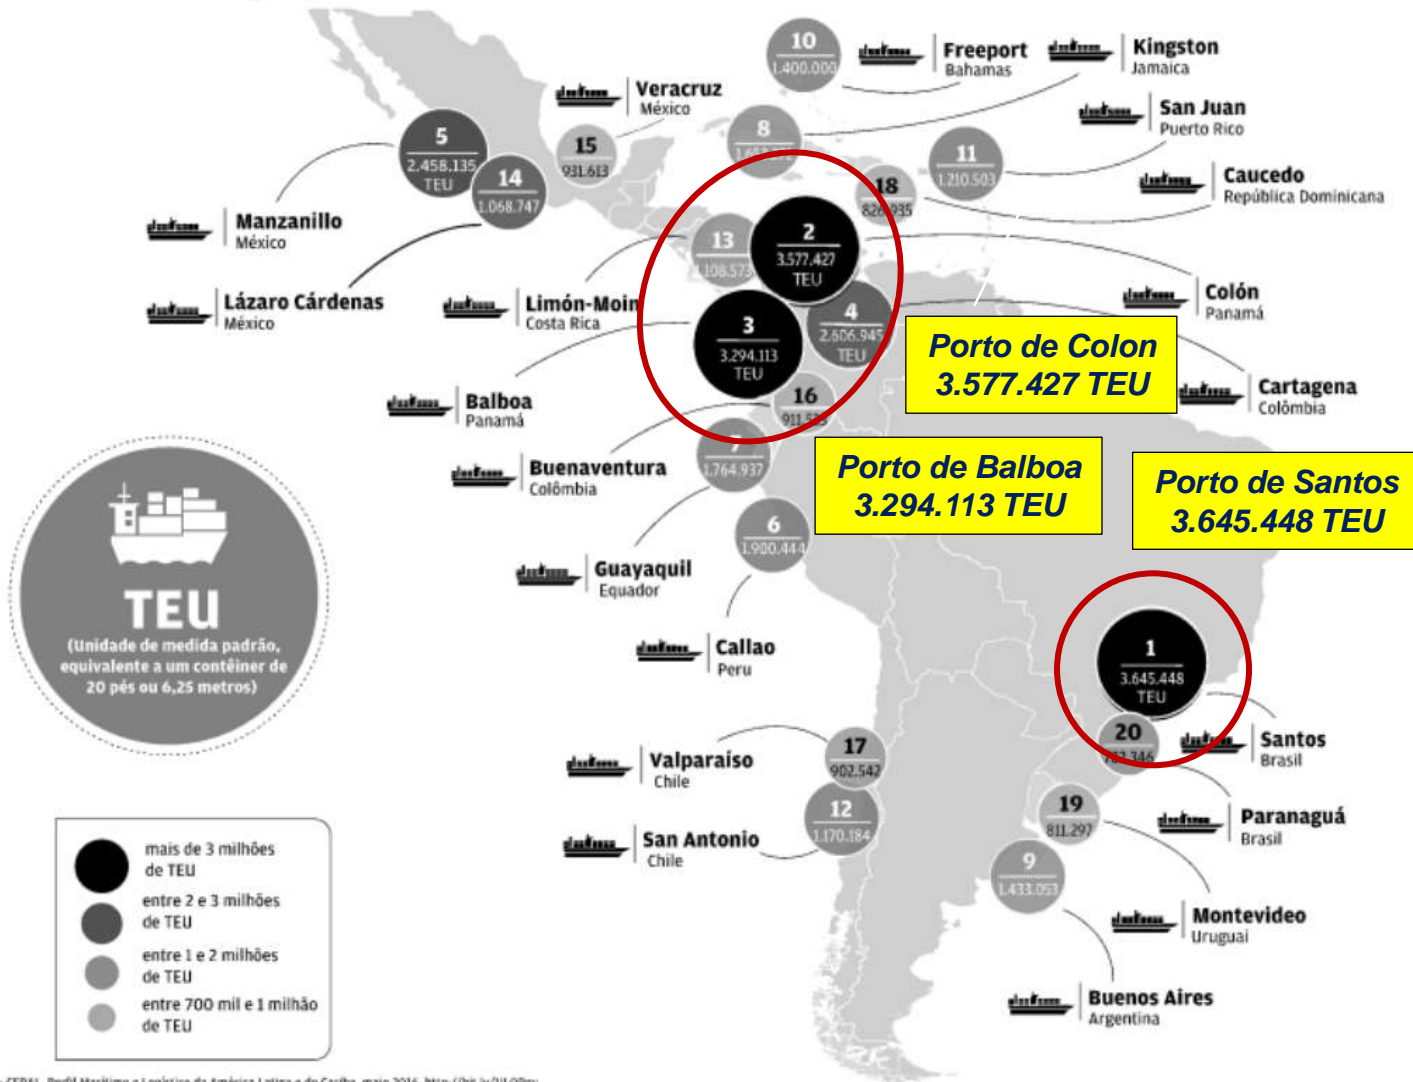 10
1.400.000
Freeport
Bahamas
Kingston
Jamaica
Veracruz
México
San Juan
Puerto Rico
5
2.458.135
TEU
15
931.613
8
11
1.210.503
14
1.068.747
18
Caucedo
República Dominicana
Manzanillo
México
13
1.108.573
2
3.577.427
TEU
Lázaro Cárdenas
México
Limón-Moin
Costa Rica
3
3.294.113
TEU
4
2.606.945
TEU
Colón
Panamá
Porto de Colon
3.577.427 TEU
Balboa
Panamá
16
Cartagena
Colômbia
7
1.764.937
Buenaventura
Colômbia
Porto de Balboa
3.294.113 TEU
Porto de Santos
3.645.448 TEU
6
1.900.444
Guayaquil
Equador
TEU
(Unidade de medida padrão,
equivalente a um contêiner de
20 pés ou 6,25 metros)
Callao
Peru
1
3.645.448
TEU
17
902.542
20
Santos
Brasil
Valparaíso
Chile
12
1.170.184
19
811.297
Paranaguá
Brasil
San Antonio
Chile
9
1.433.053
Montevideo
Uruguai
Buenos Aires
Argentina
mais de 3 milhões
de TEU
entre 2 e 3 milhões
de TEU
entre 1 e 2 milhões
de TEU
entre 700 mil e 1 milhão
de TEU